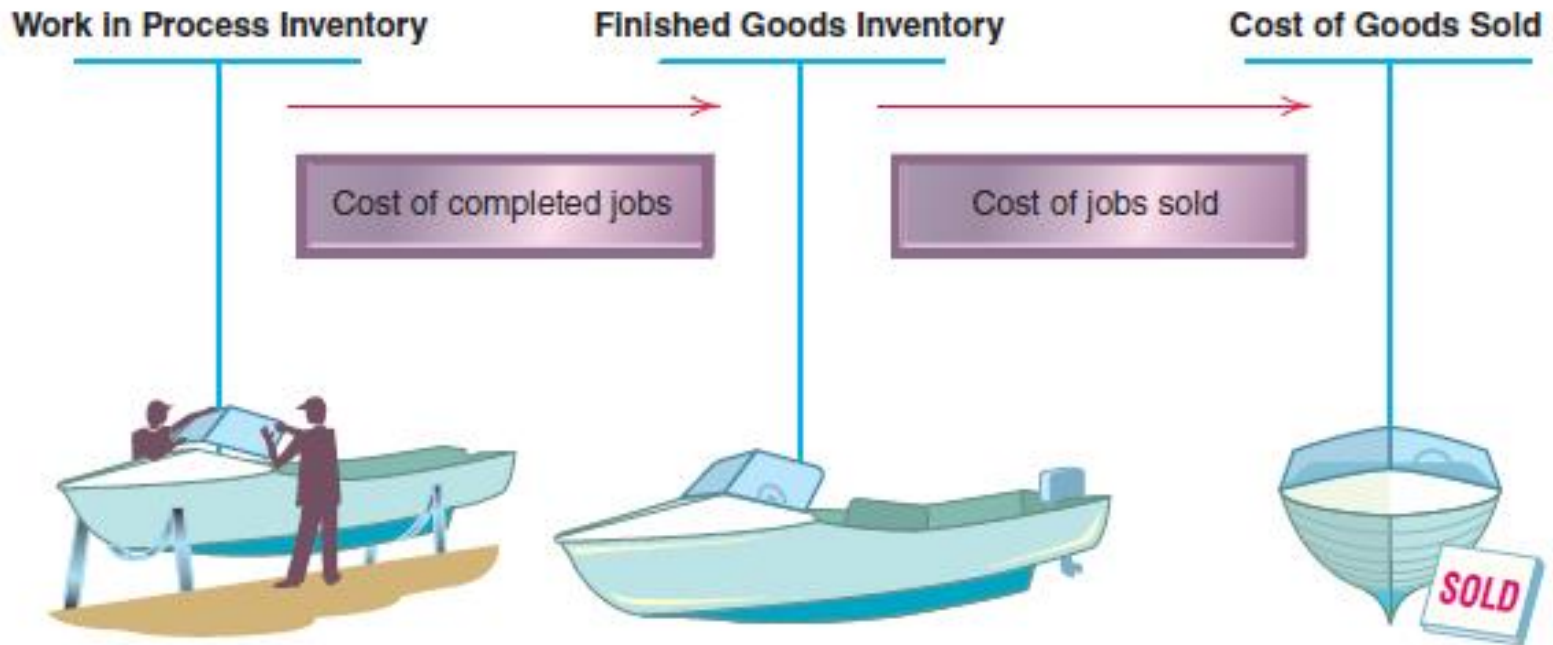 Work in Process Inventory
Finished Goods Inventory
Cost of Goods Sold
Cost of completed jobs
Cost of jobs sold
SOLD